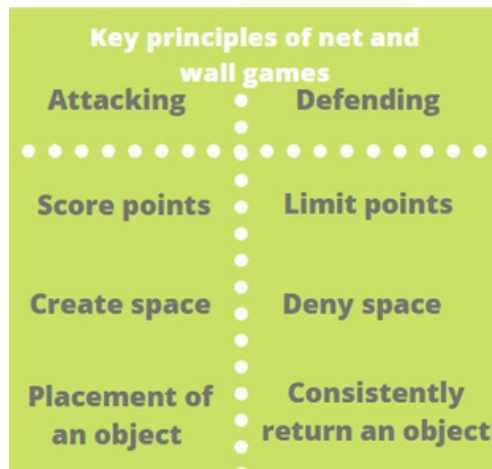 Key principles of net and
wall games
Attacking
Defending
Score points
Limit points
Create space
Deny space
Placement of
an object
Consistently
return an object